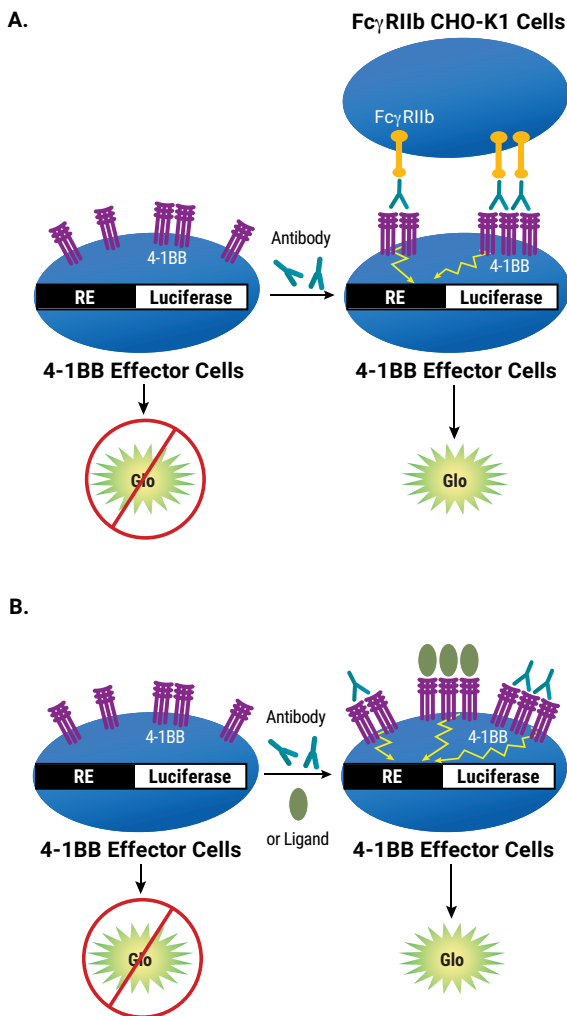 A.
FcγRIIb CHO-K1 Cells
FcγRIIb
4-1BB
Antibody
4-1BB
RE
Luciferase
RE
Luciferase
4-1BB Effector Cells
4-1BB Effector Cells
Glo
Glo
B.
4-1BB
Antibody
4-1BB
RE
Luciferase
RE
Luciferase
or Ligand
4-1BB Effector Cells
4-1BB Effector Cells
Glo
Glo